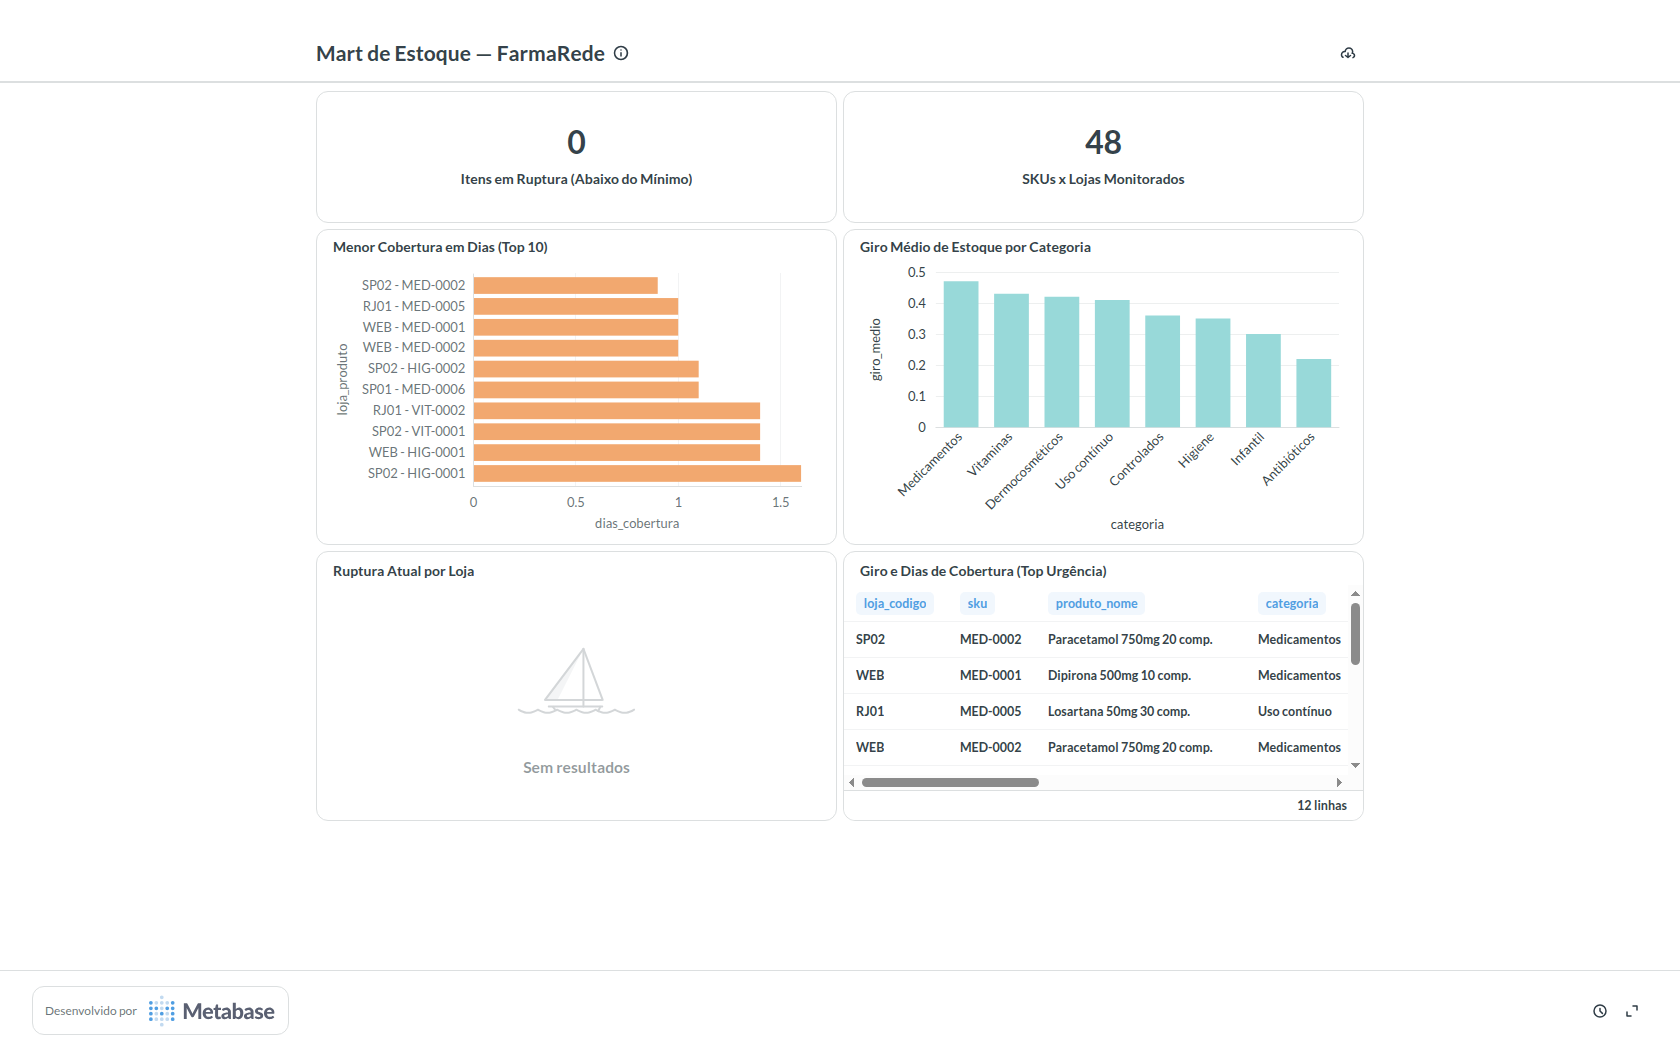 Mart de Estoque — FarmaRede
0
Itens em Ruptura (Abaixo do Mínimo)
48
SKUs x Lojas Monitorados
Menor Cobertura em Dias (Top 10)
loja_produto
SP02 - MED-0002
RJ01 - MED-0005
WEB - MED-0001
WEB - MED-0002
SP02 - HIG-0002
SP01 - MED-0006
RJ01 - VIT-0002
SP02 - VIT-0001
WEB - HIG-0001
SP02 - HIG-0001
0 0.5 1 1.5
dias_cobertura
Giro Médio de Estoque por Categoria
giro_medio
0.5
0.4
0.3
0.2
0.1
0
Medicamentos
Vitaminas
Dermocosméticos
Uso contínuo
Controlados
Higiene
Infantil
Antibióticos
categoria
Ruptura Atual por Loja
Sem resultados
Giro e Dias de Cobertura (Top Urgência)
loja_codigo sku produto_nome categoria
SP02 MED-0002 Paracetamol 750mg 20 comp. Medicamentos
WEB MED-0001 Dipirona 500mg 10 comp. Medicamentos
RJ01 MED-0005 Losartana 50mg 30 comp. Uso contínuo
WEB MED-0002 Paracetamol 750mg 20 comp. Medicamentos
12 linhas
Desenvolvido por Metabase